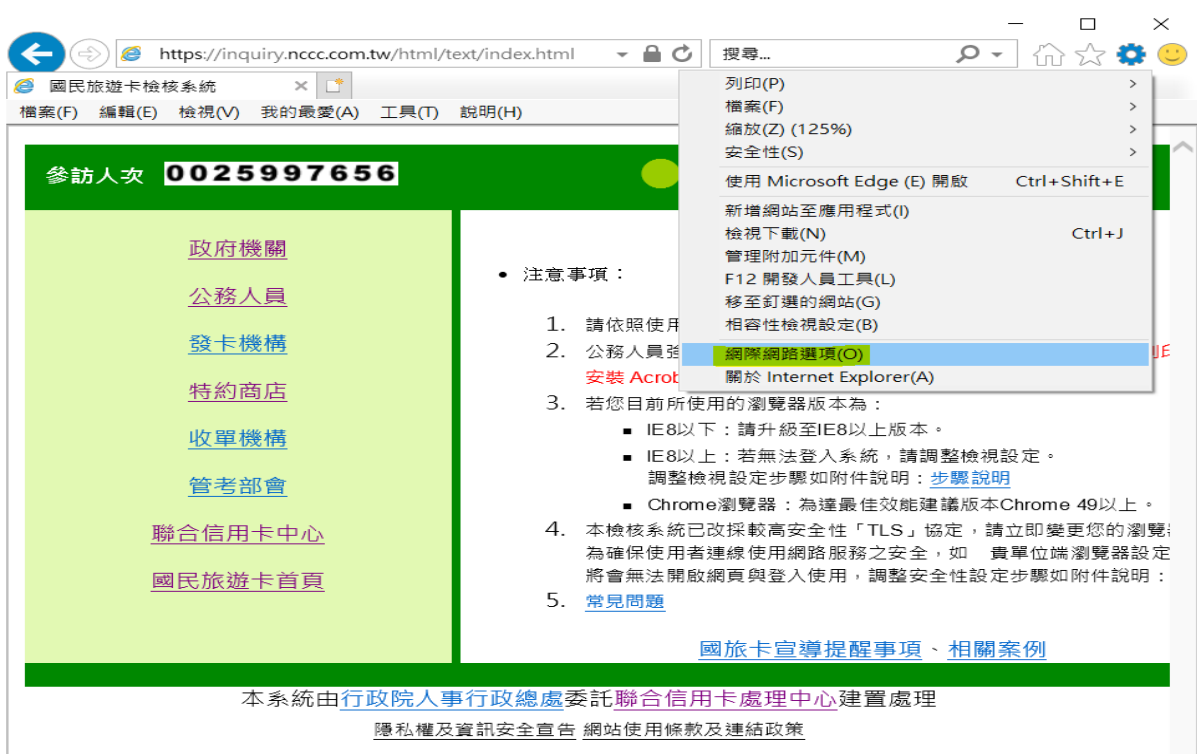 https://inquiry.nccc.com.tw/html/text/index.html
搜尋...
國民旅遊卡檢核系統
檔案(F) 編輯(E) 檢視(V) 我的最愛(A) 工具(T) 說明(H)
列印(P)
檔案(F)
縮放(Z) (125%)
安全性(S)
使用 Microsoft Edge (E) 開啟 Ctrl+Shift+E
新增網站至應用程式(I)
檢視下載(N) Ctrl+J
管理附加元件(M)
F12 開發人員工具(L)
移至釘選的網站(G)
相容性檢視設定(B)
網際網路選項(O)
關於 Internet Explorer(A)
參訪人次 0025997656
政府機關
公務人員
發卡機構
特約商店
收單機構
管考部會
聯合信用卡中心
國民旅遊卡首頁
• 注意事項：
1. 請依照使用
2. 公務人員強
安裝 Acrob
3. 若您目前所使用的瀏覽器版本為：
▪ IE8以下：請升級至IE8以上版本。
▪ IE8以上：若無法登入系統，請調整檢視設定。
調整檢視設定步驟如附件說明：步驟說明
▪ Chrome瀏覽器：為達最佳效能建議版本Chrome 49以上。
4. 本檢核系統已改採較高安全性「TLS」協定，請立即變更您的瀏覽
為確保使用者連線使用網路服務之安全，如　貴單位端瀏覽器設定
將會無法開啟網頁與登入使用，調整安全性設定步驟如附件說明：
5. 常見問題
國旅卡宣導提醒事項、相關案例
本系統由行政院人事行政總處委託聯合信用卡處理中心建置處理
隱私權及資訊安全宣告 網站使用條款及連結政策